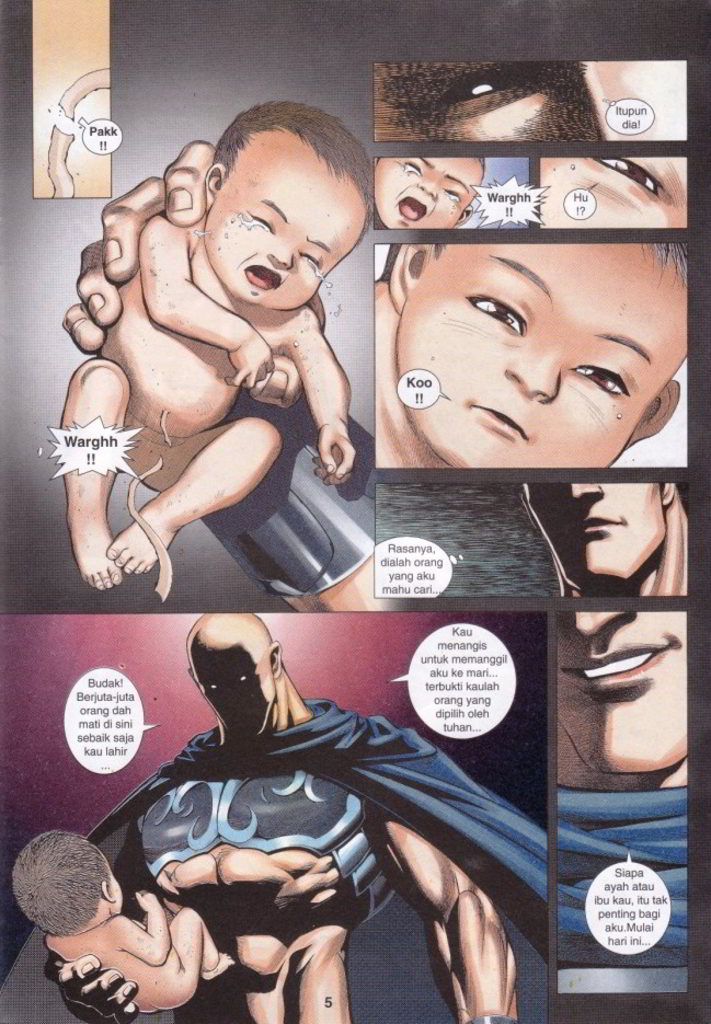 Pakk
!!
Itupun
dia!
Warghh
!!
Hu
!?
Koo
!!
Warghh
!!
Rasanya,
dialah orang
yang aku
mahu cari...
Budak!
Berjuta-juta
orang dah
mati di sini
sebaik saja
kau lahir
...
Kau
menangis
untuk memanggil
aku ke mari...
terbukti kaulah
orang yang
dipilih oleh
tuhan...
Siapa
ayah atau
ibu kau, itu tak
penting bagi
aku.Mulai
hari ini...
5